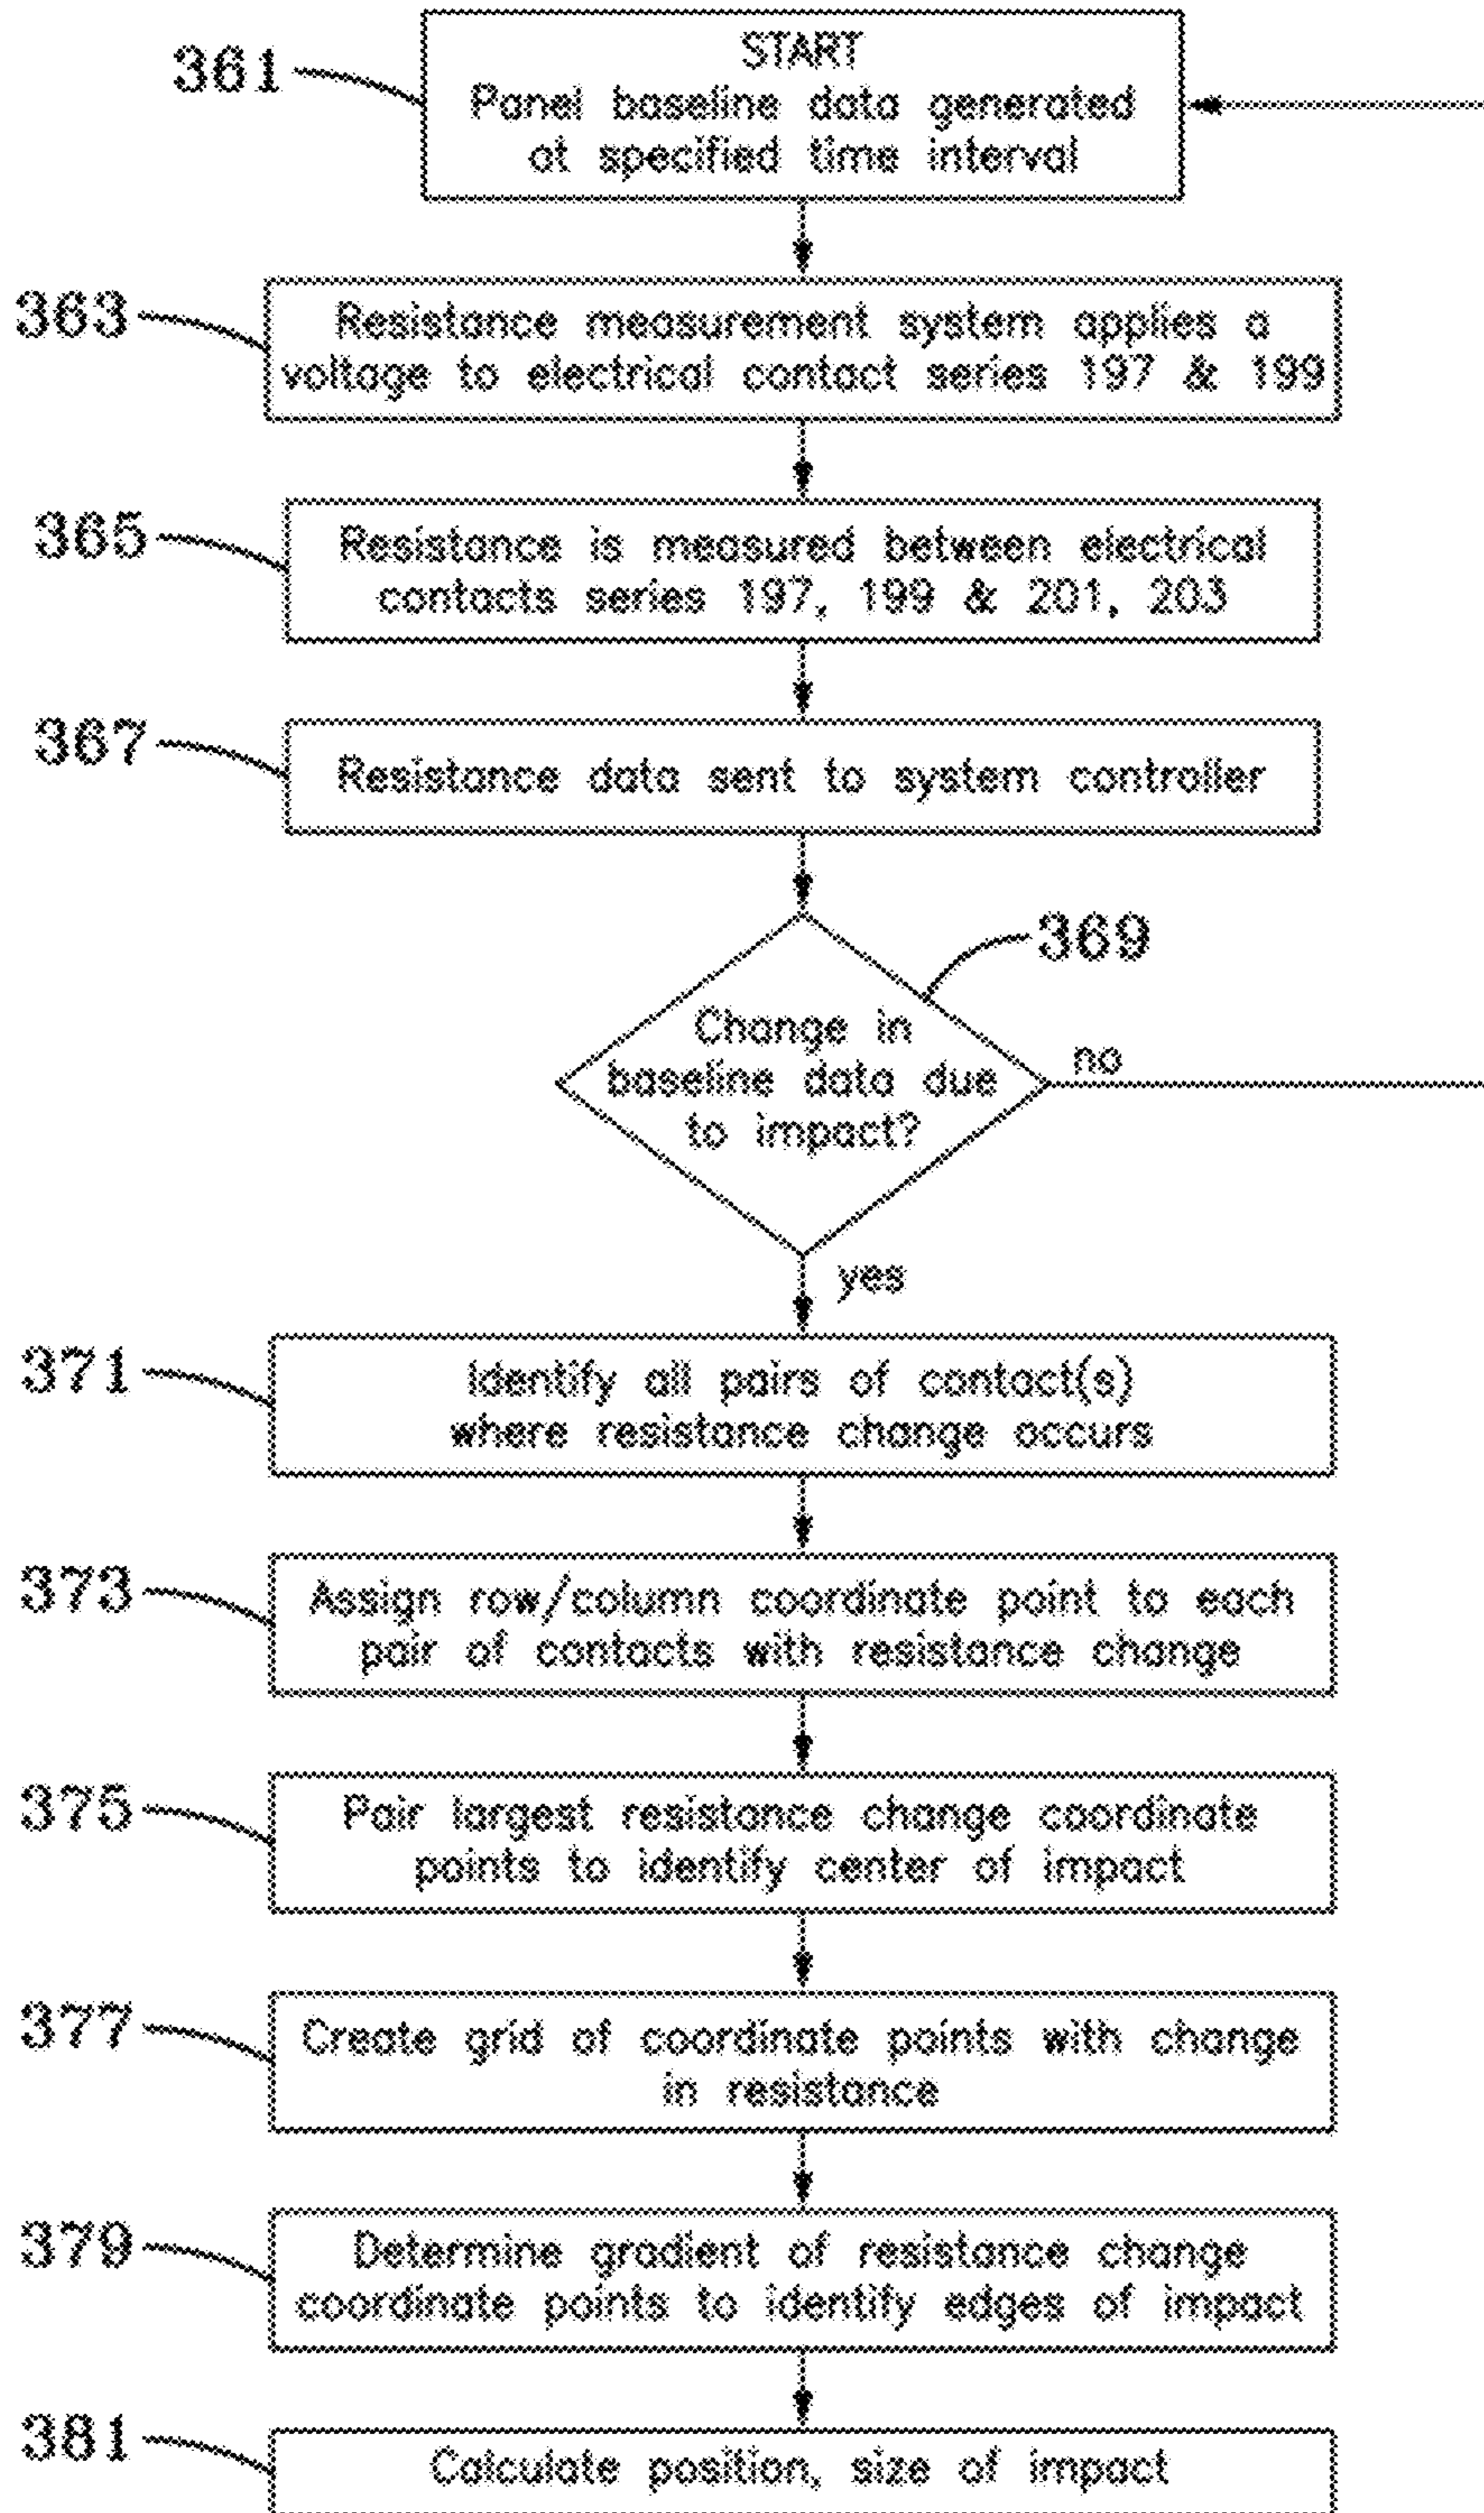 361
START
Panel baseline data generated
at specified time interval
363
Resistance measurement system applies a
voltage to electrical contact series 197 & 199
365
Resistance is measured between electrical
contacts series 197, 199 & 201, 203
367
Resistance data sent to system controller
369
Change in
baseline data due
to impact?
no
yes
371
Identify all pairs of contact(s)
where resistance change occurs
373
Assign row/column coordinate point to each
pair of contacts with resistance change
375
Pair largest resistance change coordinate
points to identify center of impact
377
Create grid of coordinate points with change
in resistance
379
Determine gradient of resistance change
coordinate points to identify edges of impact
381
Calculate position, size of impact